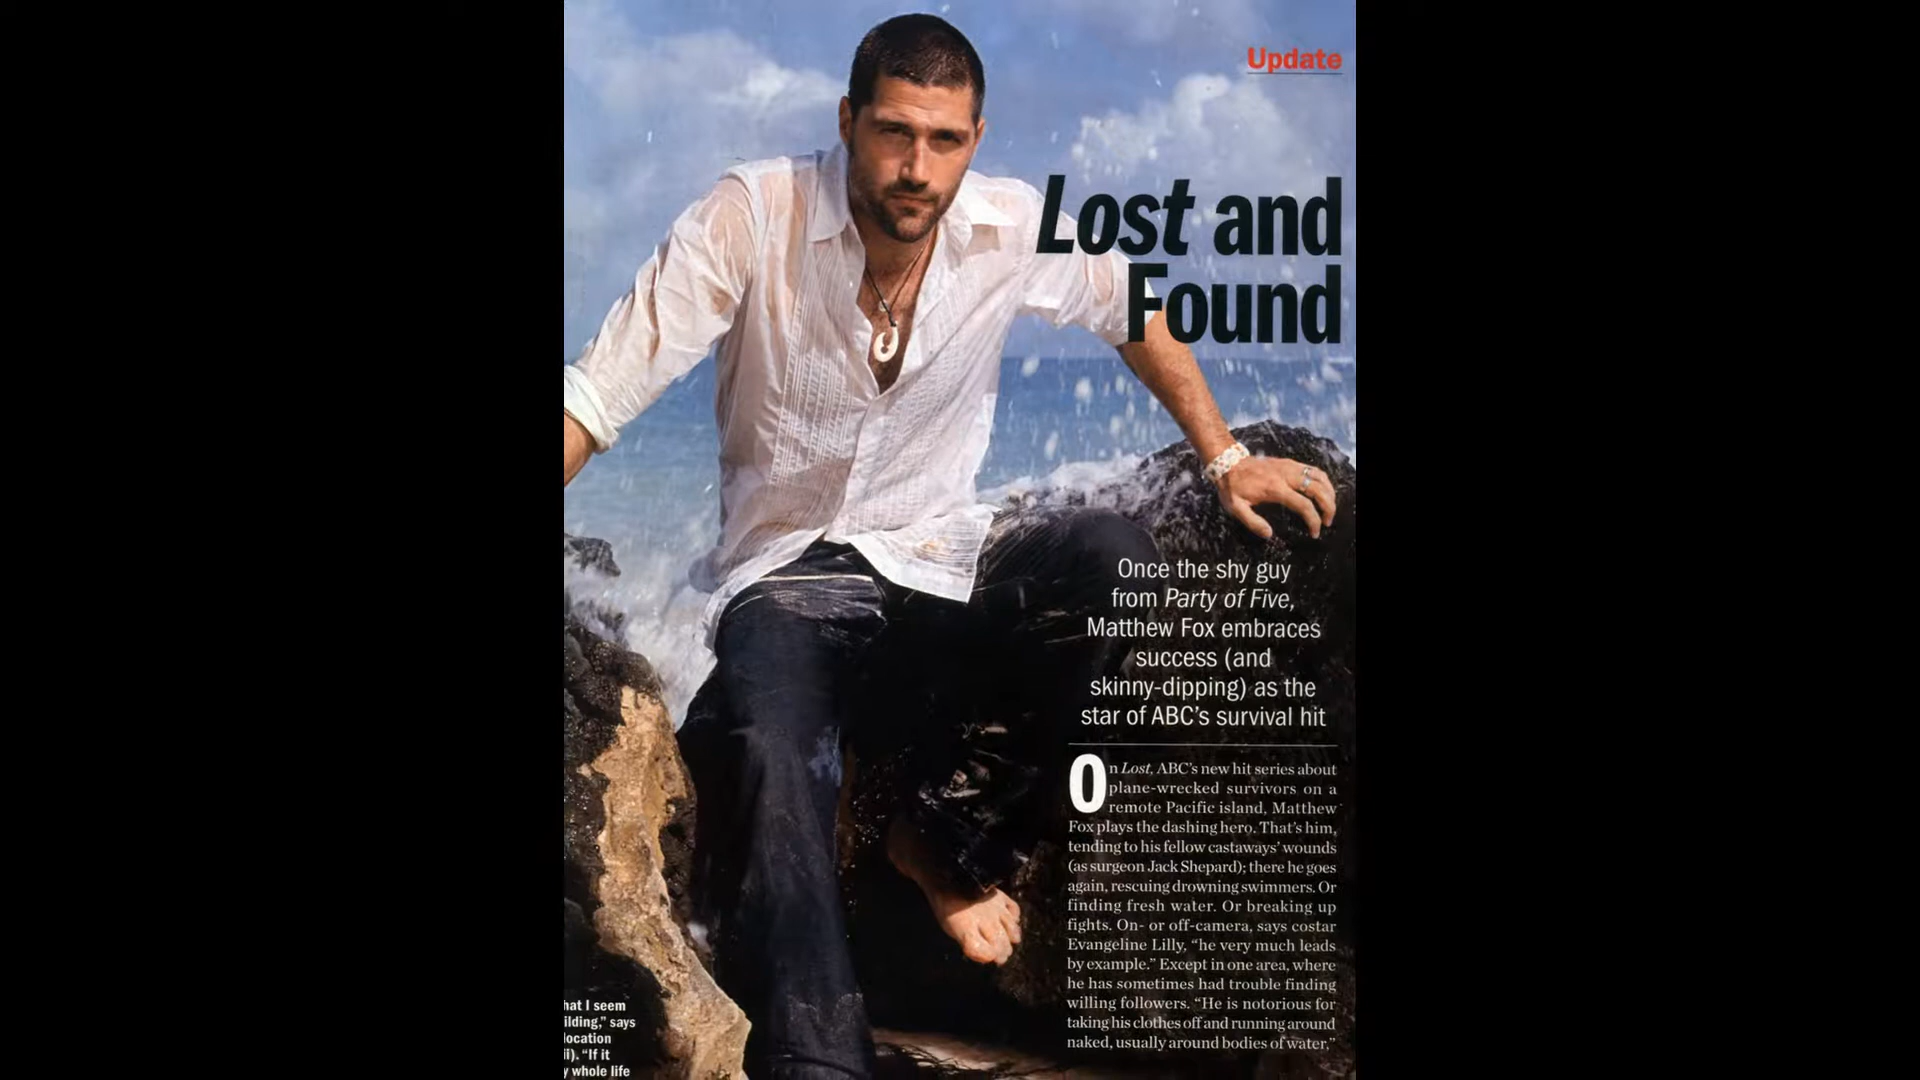 Update
Lost and
Found
Once the shy guy
from Party of Five,
Matthew Fox embraces
success (and
skinny-dipping) as the
star of ABC's survival hit
On Lost, ABC's new hit series about
plane-wrecked survivors on a
remote Pacific island, Matthew
Fox plays the dashing hero. That's him,
tending to his fellow castaways' wounds
(as surgeon Jack Shepard); there he goes
again, rescuing drowning swimmers. Or
finding fresh water. Or breaking up
fights. On- or off-camera, says costar
Evangeline Lilly, “he very much leads
by example.” Except in one area, where
he has sometimes had trouble finding
willing followers. “He is notorious for
taking his clothes off and running around
naked, usually around bodies of water,”
hat I seem
ilding,” says
location
ii). “If it
y whole life